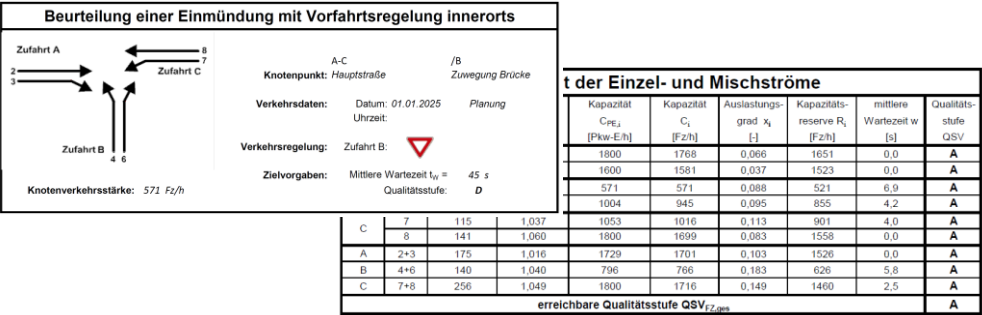 Beurteilung einer Einmündung mit Vorfahrtsregelung innerorts
Zufahrt A
8
7
2
3
Zufahrt C
Zufahrt B
4 6
A-C /B
Knotenpunkt: Hauptstraße Zuwegung Brücke
Verkehrsdaten: Datum: 01.01.2025 Planung
Uhrzeit:
Verkehrsregelung: Zufahrt B:
Zielvorgaben: Mittlere Wartezeit tW = 45 s
Knotenverkehrsstärke: 571 Fz/h Qualitätsstufe: D
t der Einzel- und Mischströme
Kapazität Kapazität Auslastungs- Kapazitäts- mittlere Qualitäts-
CPE,i Ci grad xi reserve Ri Wartezeit w stufe
[Pkw-E/h] [Fz/h] [-] [Fz/h] [s] QSV
1800 1768 0,066 1651 0,0 A
1600 1581 0,037 1523 0,0 A
571 571 0,088 521 6,9 A
1004 945 0,095 855 4,2 A
C 7 115 1,037 1053 1016 0,113 901 4,0 A
8 141 1,060 1800 1699 0,083 1558 0,0 A
A 2+3 175 1,016 1729 1701 0,103 1526 0,0 A
B 4+6 140 1,040 796 766 0,183 626 5,8 A
C 7+8 256 1,049 1800 1716 0,149 1460 2,5 A
erreichbare Qualitätsstufe QSVFZ,ges A